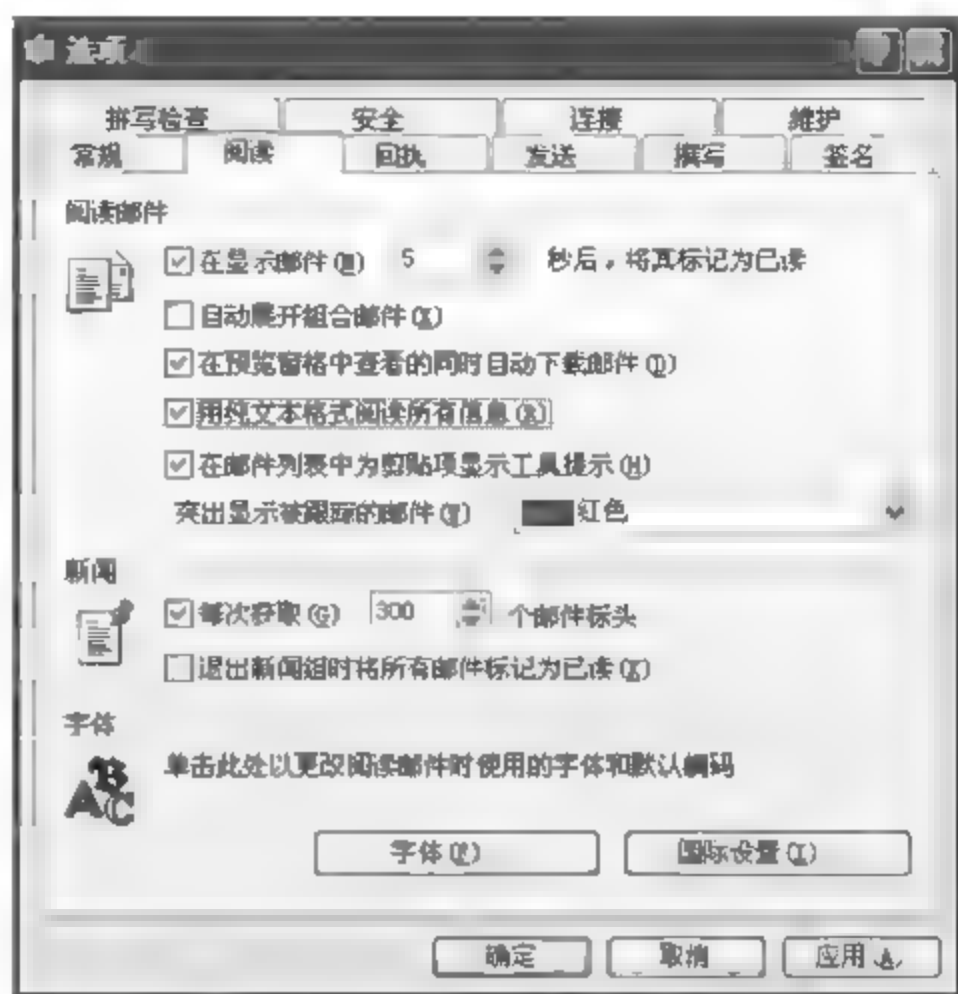 选项
拼写检查 安全 连接 维护
常规 阅读 回执 发送 撰写 签名
阅读邮件
在显示邮件(M) 5 秒后，将其标记为已读
自动展开组合邮件(X)
在预览窗格中查看的同时自动下载邮件(D)
用纯文本格式阅读所有信息(R)
在邮件列表中为剪贴项显示工具提示(H)
突出显示被跟踪的邮件(W) 红色
新闻
每次获取(G) 300 个邮件标头
退出新闻组时将所有邮件标记为已读(K)
字体
单击此处以更改阅读邮件时使用的字体和默认编码
字体(F) 国际设置(I)
确定 取消 应用(A)